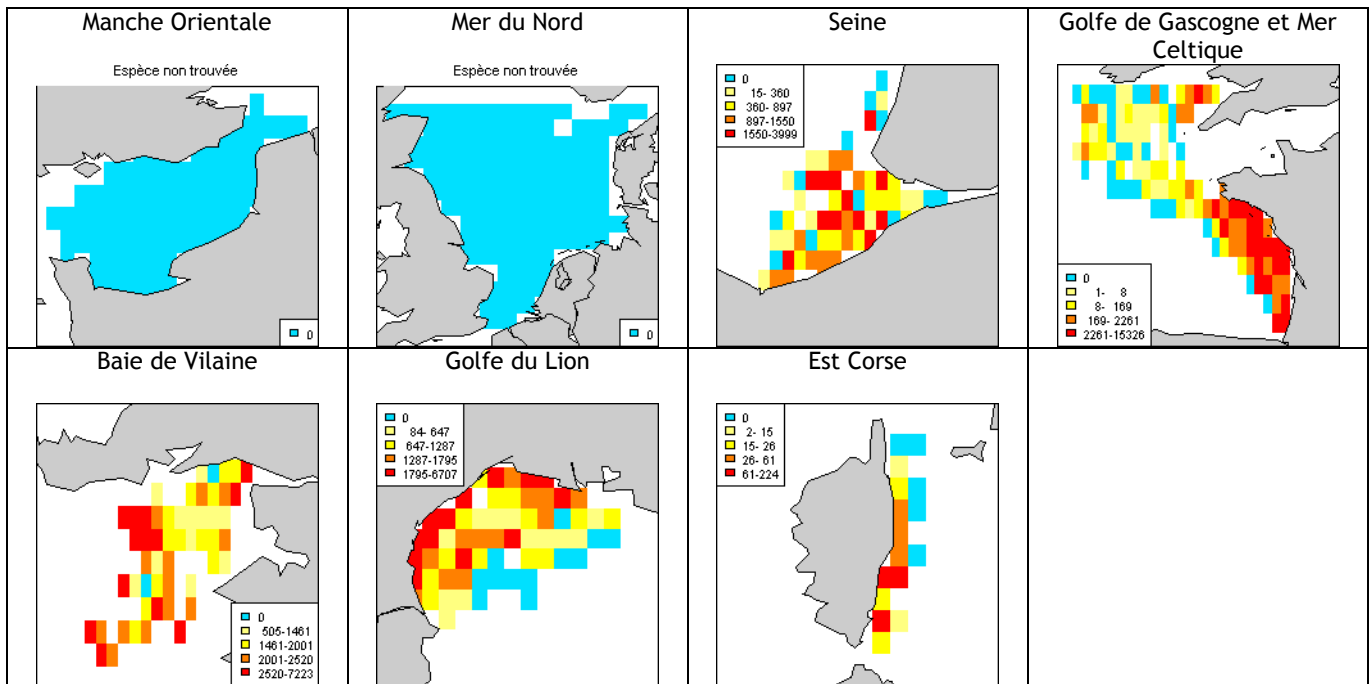 Manche Orientale
Espèce non trouvée
0
Mer du Nord
Espèce non trouvée
0
Seine
0
15- 360
360- 897
897-1550
1550-3999
Golfe de Gascogne et Mer
Celtique
0
1- 8
8- 169
169- 2261
2261-15326
Baie de Vilaine
0
505-1461
1461-2001
2001-2520
2520-7223
Golfe du Lion
0
84- 647
647-1287
1287-1795
1795-6707
Est Corse
0
2- 15
15- 26
26- 61
61-224